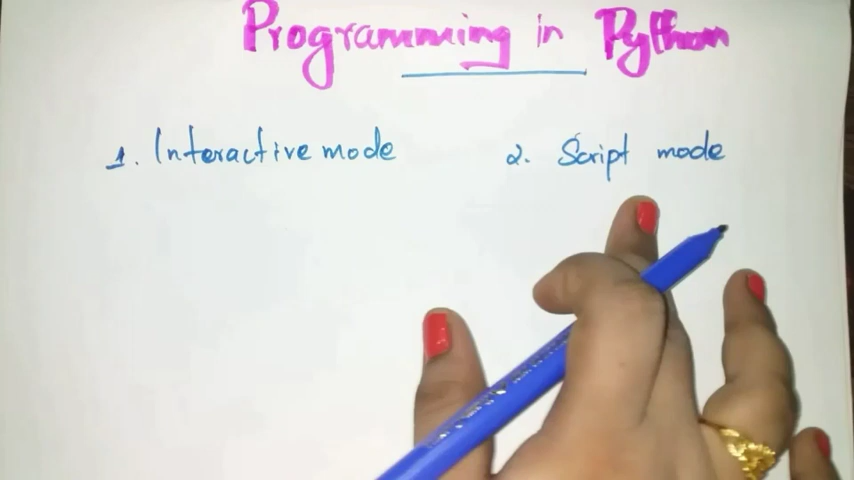 Programming in Python
1. Interactive mode
2. Script mode